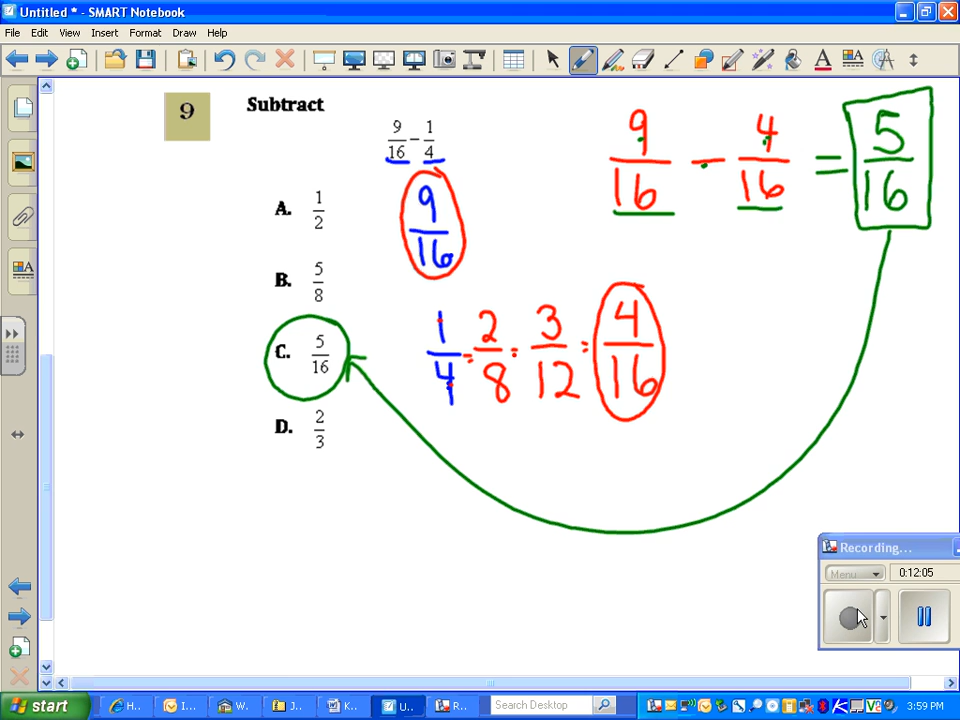 Untitled * - SMART Notebook
File Edit View Insert Format Draw Help
9 Subtract
9/16 - 1/4
9/16 - 4/16 = 5/16
9/16
A. 1/2
B. 5/8
1/4 = 2/8 = 3/12 = 4/16
C. 5/16
D. 2/3
Recording...
Menu 0:12:05
start H... I... W... J... K... U... R... Search Desktop 3:59 PM